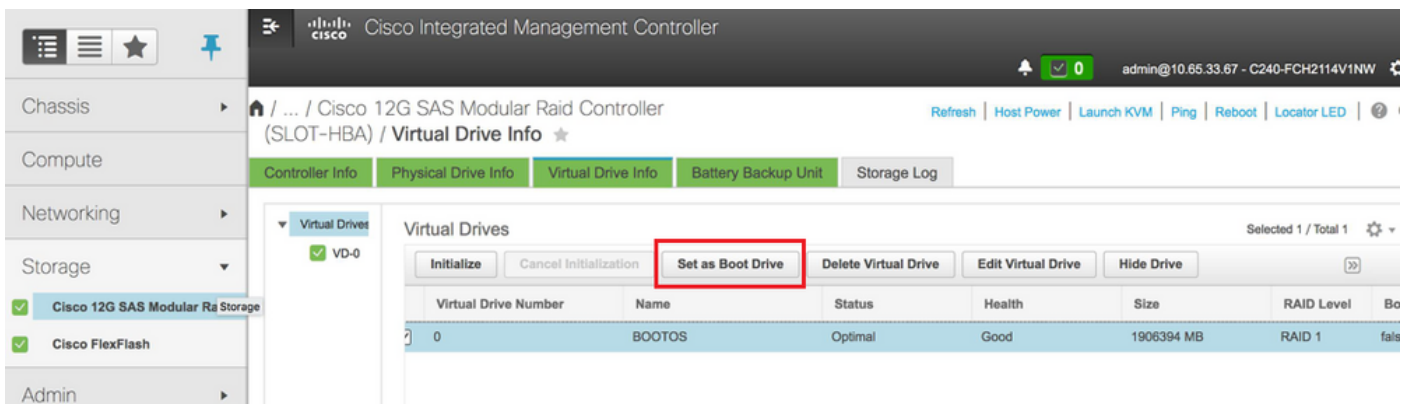 cisco Cisco Integrated Management Controller
0 admin@10.65.33.67 - C240-FCH2114V1NW
Chassis
Compute
Networking
Storage
Cisco 12G SAS Modular Ra Storage
Cisco FlexFlash
Admin
/ ... / Cisco 12G SAS Modular Raid Controller
(SLOT-HBA) / Virtual Drive Info
Refresh | Host Power | Launch KVM | Ping | Reboot | Locator LED |
Controller Info Physical Drive Info Virtual Drive Info Battery Backup Unit Storage Log
Virtual Drives
VD-0
Virtual Drives Selected 1 / Total 1
Initialize Cancel Initialization Set as Boot Drive Delete Virtual Drive Edit Virtual Drive Hide Drive
Virtual Drive Number Name Status Health Size RAID Level Bo
0 BOOTOS Optimal Good 1906394 MB RAID 1 fals